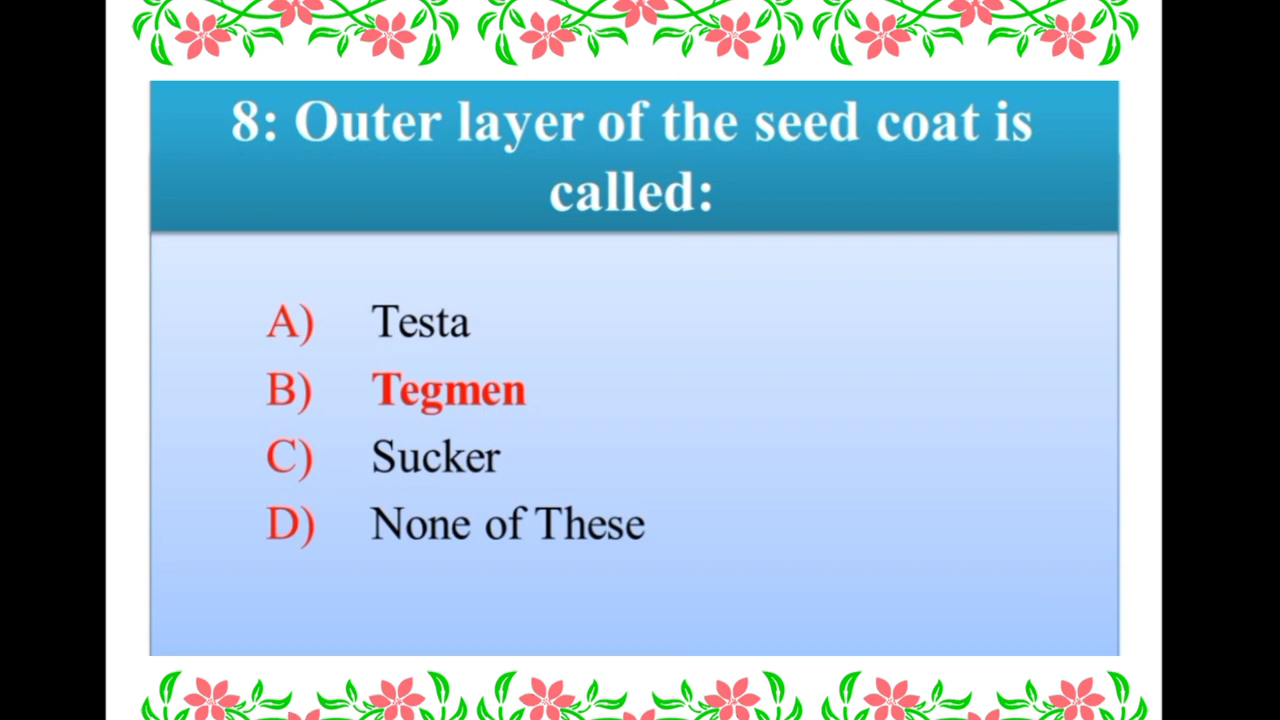 8: Outer layer of the seed coat is
called:
A) Testa
B) Tegmen
C) Sucker
D) None of These